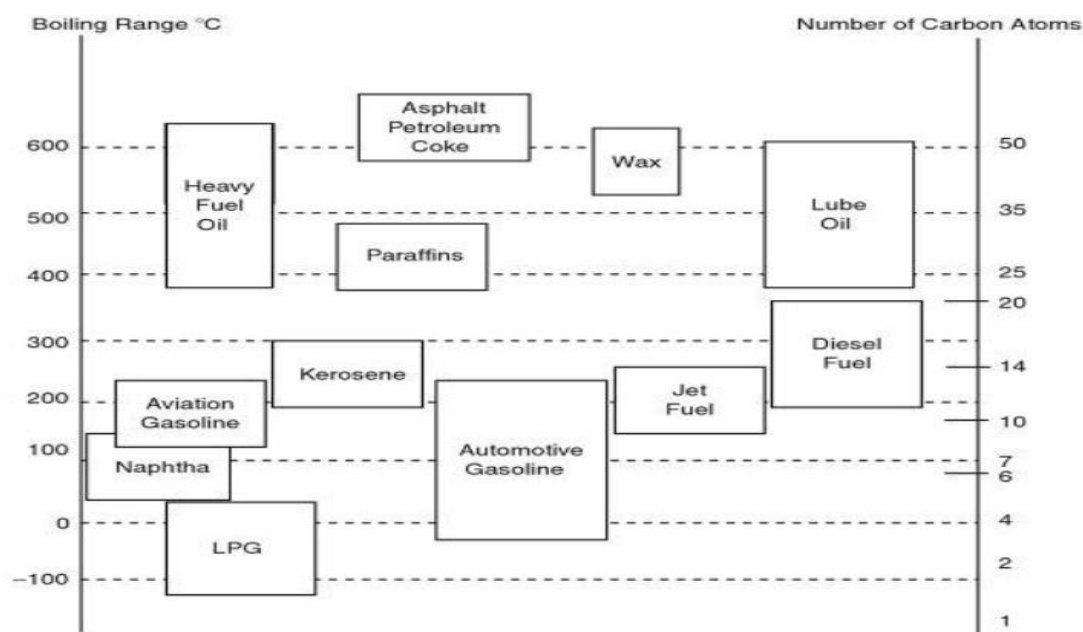 Boiling Range °C
Number of Carbon Atoms
Asphalt
Petroleum
Coke
600
50
Wax
Heavy
Fuel
Oil
500
Lube
Oil
35
Paraffins
400
25
20
300
Diesel
Fuel
Kerosene
14
Jet
Fuel
200
Aviation
Gasoline
10
100
Automotive
Gasoline
Naphtha
7
6
0
4
LPG
2
−100
1